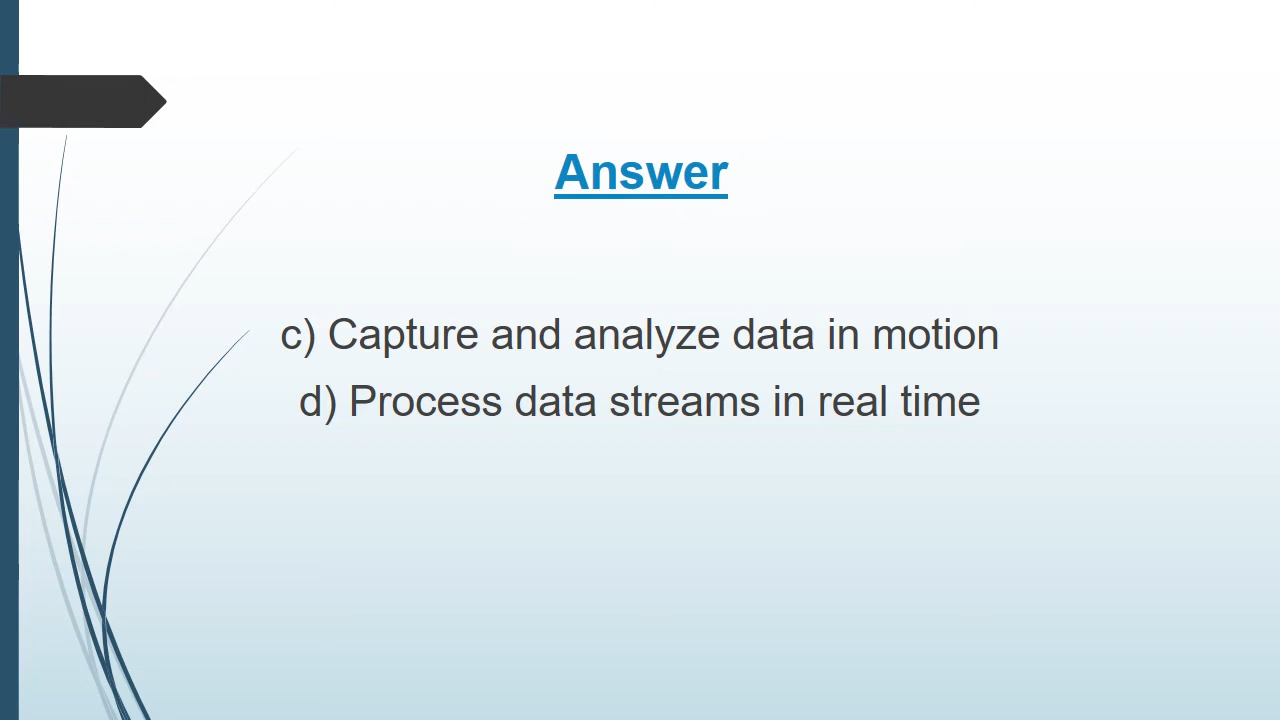 Answer
c) Capture and analyze data in motion
d) Process data streams in real time